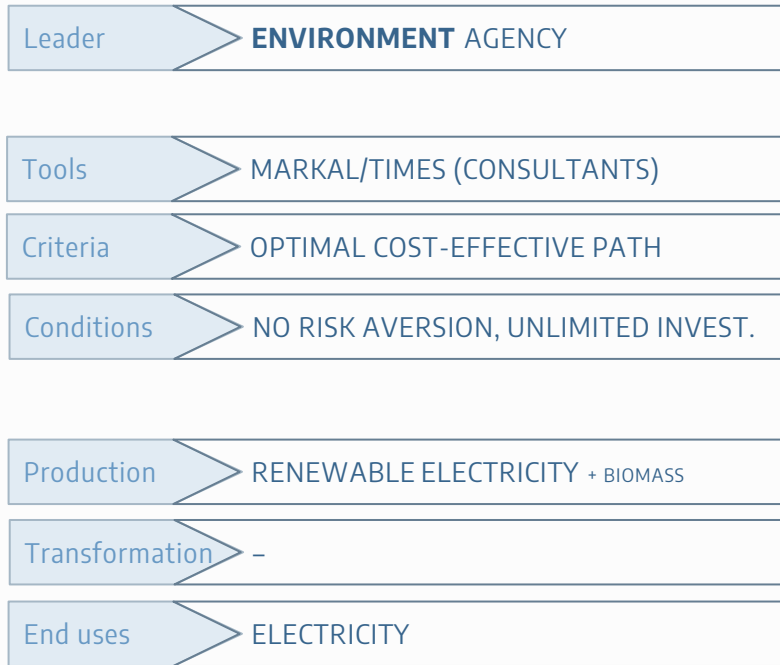 Leader ENVIRONMENT AGENCY
Tools MARKAL/TIMES (CONSULTANTS)
Criteria OPTIMAL COST-EFFECTIVE PATH
Conditions NO RISK AVERSION, UNLIMITED INVEST.
Production RENEWABLE ELECTRICITY + BIOMASS
Transformation –
End uses ELECTRICITY